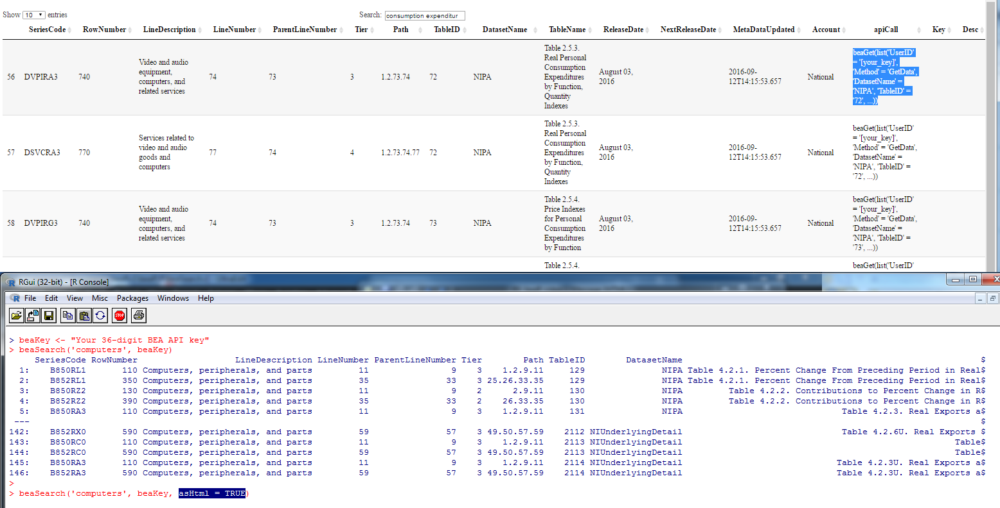 Show 10 entries Search: consumption expenditur
SeriesCode RowNumber LineDescription LineNumber ParentLineNumber Tier Path TableID DatasetName TableName ReleaseDate NextReleaseDate MetaDataUpdated Account apiCall Key Desc
56 DVPIRA3 740 Video and audio equipment, computers, and related services 74 73 3 1.2.73.74 72 NIPA Table 2.5.3. Real Personal Consumption Expenditures by Function, Quantity Indexes August 03, 2016 2016-09-12T14:15:53.657 National beaGet(list('UserID' = '[your_key]', 'Method' = 'GetData', 'DatasetName' = 'NIPA', 'TableID' = '72', ...))
57 DSVCRA3 770 Services related to video and audio goods and computers 77 74 4 1.2.73.74.77 72 NIPA Table 2.5.3. Real Personal Consumption Expenditures by Function, Quantity Indexes August 03, 2016 2016-09-12T14:15:53.657 National beaGet(list('UserID' = '[your_key]', 'Method' = 'GetData', 'DatasetName' = 'NIPA', 'TableID' = '72', ...))
58 DVPIRG3 740 Video and audio equipment, computers, and related services 74 73 3 1.2.73.74 73 NIPA Table 2.5.4. Price Indexes for Personal Consumption Expenditures by Function August 03, 2016 2016-09-12T14:15:53.657 National beaGet(list('UserID' = '[your_key]', 'Method' = 'GetData', 'DatasetName' = 'NIPA', 'TableID' = '73', ...))
Table 2.5.4. beaGet(list('UserID'
RGui (32-bit) - [R Console]
File Edit View Misc Packages Windows Help
STOP
> beaKey <- "Your 36-digit BEA API key"
> beaSearch('computers', beaKey)
SeriesCode RowNumber LineDescription LineNumber ParentLineNumber Tier Path TableID DatasetName $
1: B850RL1 110 Computers, peripherals, and parts 11 9 3 1.2.9.11 129 NIPA Table 4.2.1. Percent Change From Preceding Period in Real$
2: B852RL1 350 Computers, peripherals, and parts 35 33 3 25.26.33.35 129 NIPA Table 4.2.1. Percent Change From Preceding Period in Real$
3: B850RZ2 130 Computers, peripherals, and parts 11 9 2 2.9.11 130 NIPA Table 4.2.2. Contributions to Percent Change in R$
4: B852RZ2 390 Computers, peripherals, and parts 35 33 2 26.33.35 130 NIPA Table 4.2.2. Contributions to Percent Change in R$
5: B850RA3 110 Computers, peripherals, and parts 11 9 3 1.2.9.11 131 NIPA Table 4.2.3. Real Exports a$
--- $
142: B852RX0 590 Computers, peripherals, and parts 59 57 3 49.50.57.59 2112 NIUnderlyingDetail Table 4.2.6U. Real Exports $
143: B850RC0 110 Computers, peripherals, and parts 11 9 3 1.2.9.11 2113 NIUnderlyingDetail Table$
144: B852RC0 590 Computers, peripherals, and parts 59 57 3 49.50.57.59 2113 NIUnderlyingDetail Table$
145: B850RA3 110 Computers, peripherals, and parts 11 9 3 1.2.9.11 2114 NIUnderlyingDetail Table 4.2.3U. Real Exports a$
146: B852RA3 590 Computers, peripherals, and parts 59 57 3 49.50.57.59 2114 NIUnderlyingDetail Table 4.2.3U. Real Exports a$
>
> beaSearch('computers', beaKey, asHtml = TRUE)